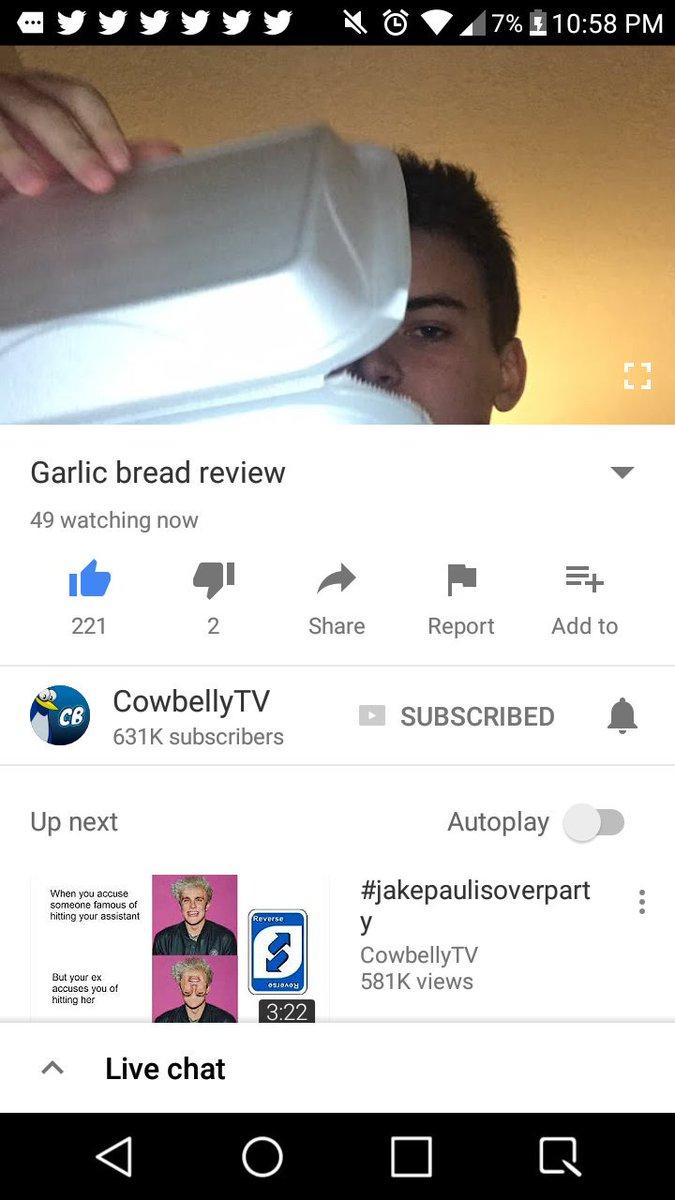 7% 10:58 PM
Garlic bread review
49 watching now
221
2
Share
Report
Add to
CB
CowbellyTV
SUBSCRIBED
631K subscribers
Up next
Autoplay
When you accuse
someone famous of
hitting your assistant
But your ex
accuses you of
hitting her
Reverse
Reverse
3:22
#jakepaulisoverpart
y
CowbellyTV
581K views
Live chat